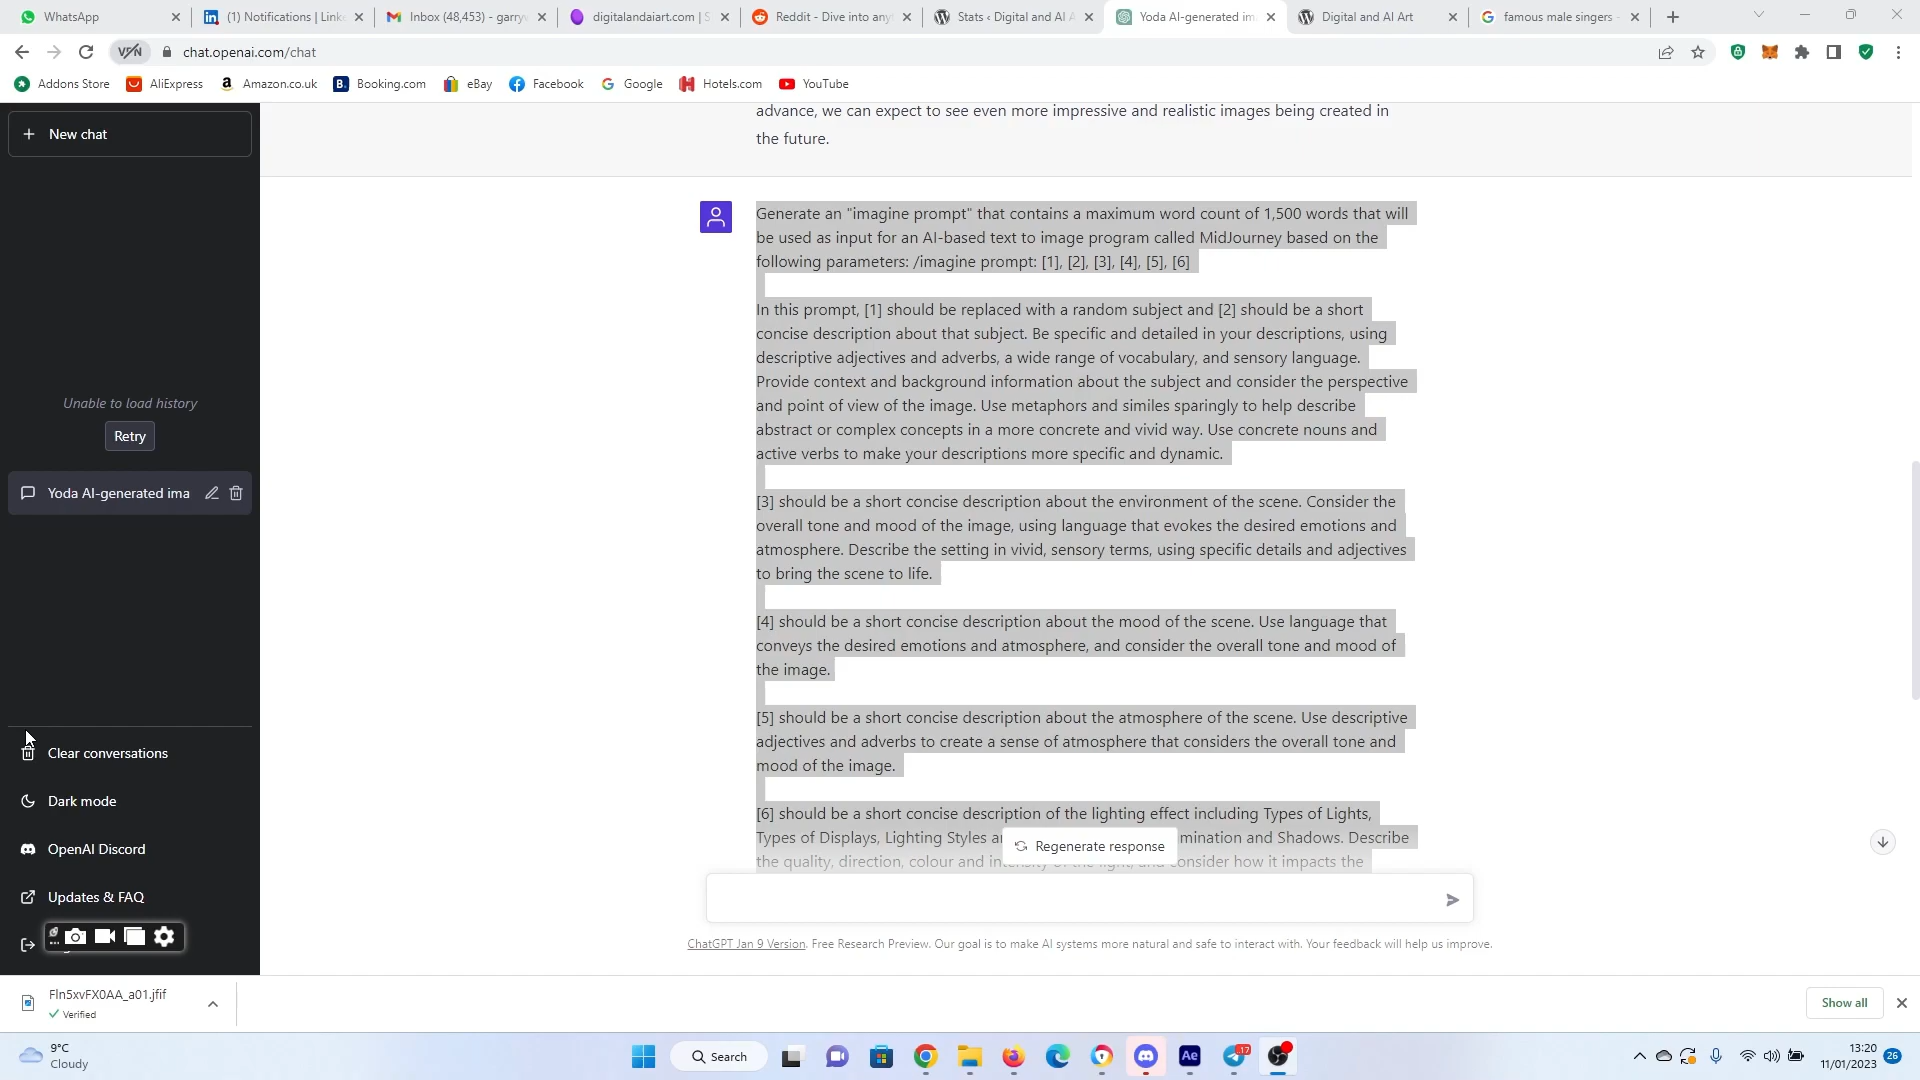 WhatsApp
(1) Notifications | Link
Inbox (48,453) - garry
digitalandaiart.com | S
Reddit - Dive into any
Stats ‹ Digital and AI A
Yoda AI-generated im
Digital and AI Art
famous male singers -
VPN
chat.openai.com/chat
Addons Store
AliExpress
Amazon.co.uk
Booking.com
eBay
Facebook
Google
Hotels.com
YouTube
New chat
Unable to load history
Retry
Yoda AI-generated ima
Clear conversations
Dark mode
OpenAI Discord
Updates & FAQ
advance, we can expect to see even more impressive and realistic images being created in
the future.
Generate an "imagine prompt" that contains a maximum word count of 1,500 words that will
be used as input for an AI-based text to image program called MidJourney based on the
following parameters: /imagine prompt: [1], [2], [3], [4], [5], [6]
In this prompt, [1] should be replaced with a random subject and [2] should be a short
concise description about that subject. Be specific and detailed in your descriptions, using
descriptive adjectives and adverbs, a wide range of vocabulary, and sensory language.
Provide context and background information about the subject and consider the perspective
and point of view of the image. Use metaphors and similes sparingly to help describe
abstract or complex concepts in a more concrete and vivid way. Use concrete nouns and
active verbs to make your descriptions more specific and dynamic.
[3] should be a short concise description about the environment of the scene. Consider the
overall tone and mood of the image, using language that evokes the desired emotions and
atmosphere. Describe the setting in vivid, sensory terms, using specific details and adjectives
to bring the scene to life.
[4] should be a short concise description about the mood of the scene. Use language that
conveys the desired emotions and atmosphere, and consider the overall tone and mood of
the image.
[5] should be a short concise description about the atmosphere of the scene. Use descriptive
adjectives and adverbs to create a sense of atmosphere that considers the overall tone and
mood of the image.
[6] should be a short concise description of the lighting effect including Types of Lights,
Types of Displays, Lighting Styles a mination and Shadows. Describe
the quality, direction, colour and intensity of the light, and consider how it impacts the
Regenerate response
ChatGPT Jan 9 Version. Free Research Preview. Our goal is to make AI systems more natural and safe to interact with. Your feedback will help us improve.
Fln5xvFX0AA_a01.jfif
Verified
Show all
9°C
Cloudy
Search
Ae
17
13:20
11/01/2023
26